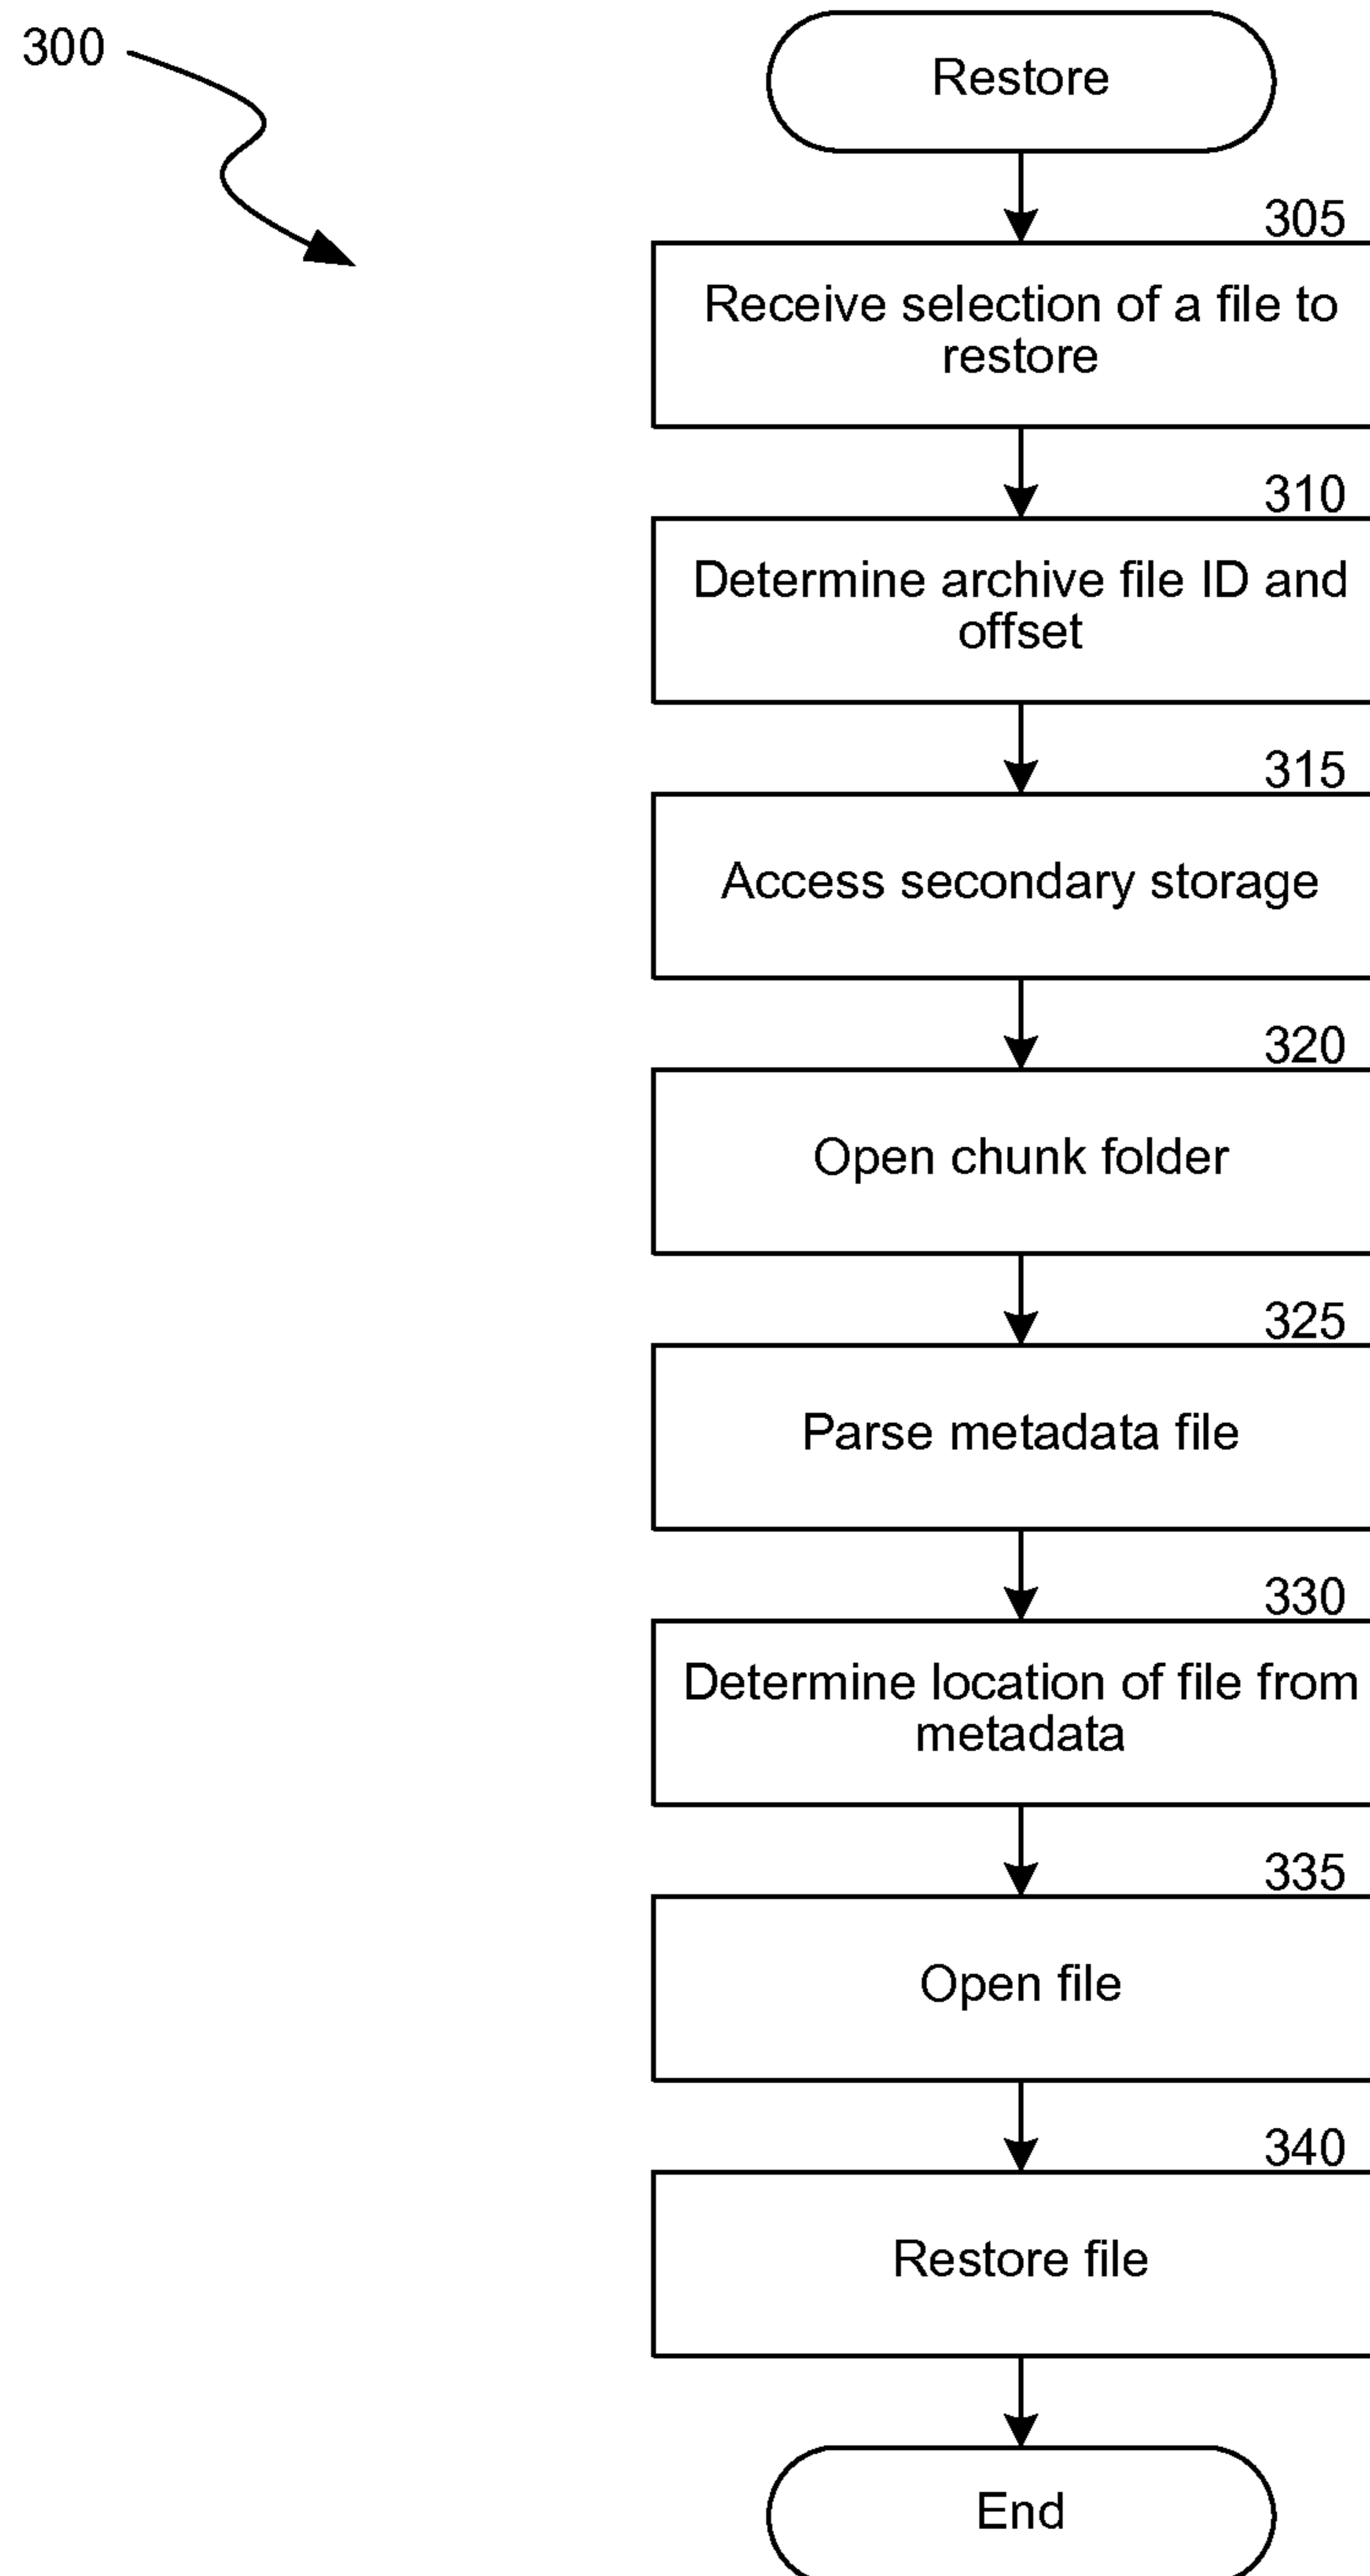 300
Restore
305
Receive selection of a file to
restore
310
Determine archive file ID and
offset
315
Access secondary storage
320
Open chunk folder
325
Parse metadata file
330
Determine location of file from
metadata
335
Open file
340
Restore file
End